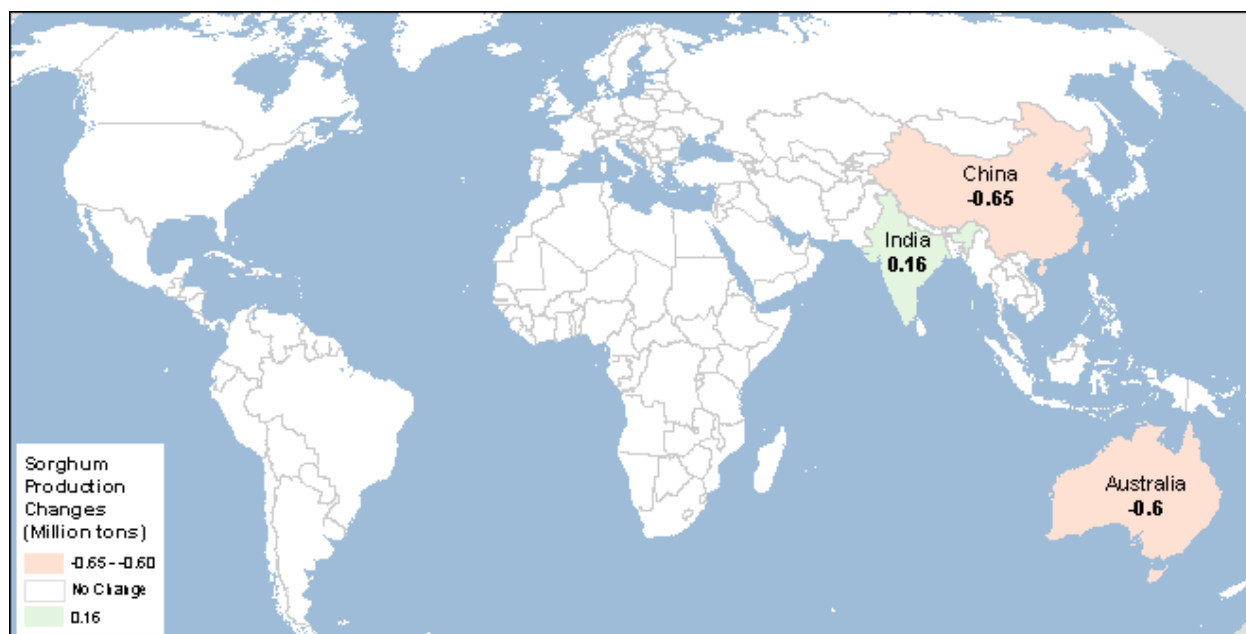 China
-0.65
India
0.16
Australia
-0.6
Sorghum
Production
Changes
(Million tons)
-0.65 - -0.60
No Change
0.16